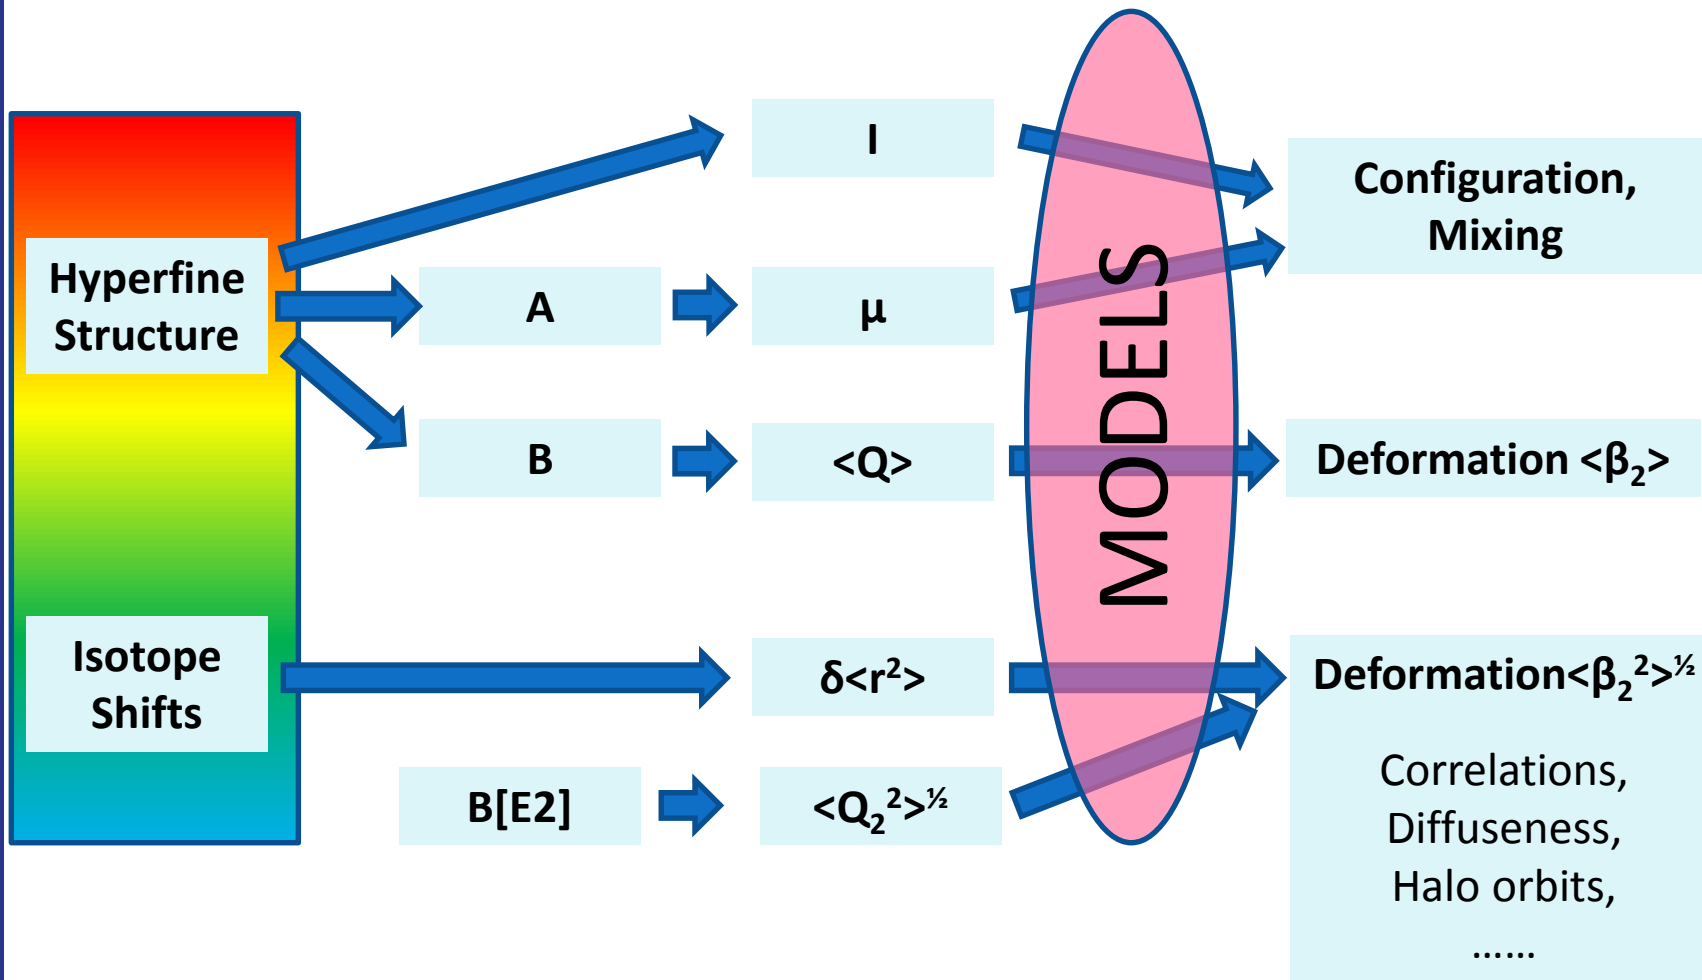 I
Configuration,
Mixing
Hyperfine
Structure
A
μ
MODELS
B
<Q>
Deformation <β₂>
Isotope
Shifts
δ<r²>
Deformation<β₂²>^½
B[E2]
<Q₂²>^½
Correlations,
Diffuseness,
Halo orbits,
......